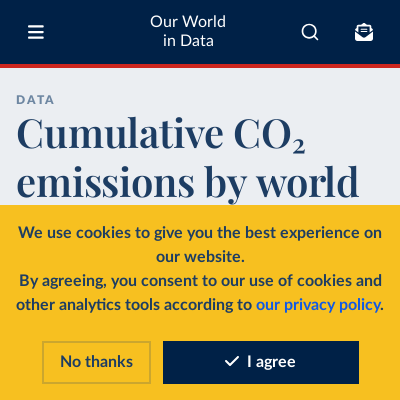 Our World
in Data
DATA
Cumulative CO₂
emissions by world
We use cookies to give you the best experience on
our website.
By agreeing, you consent to our use of cookies and
other analytics tools according to our privacy policy.
No thanks
I agree